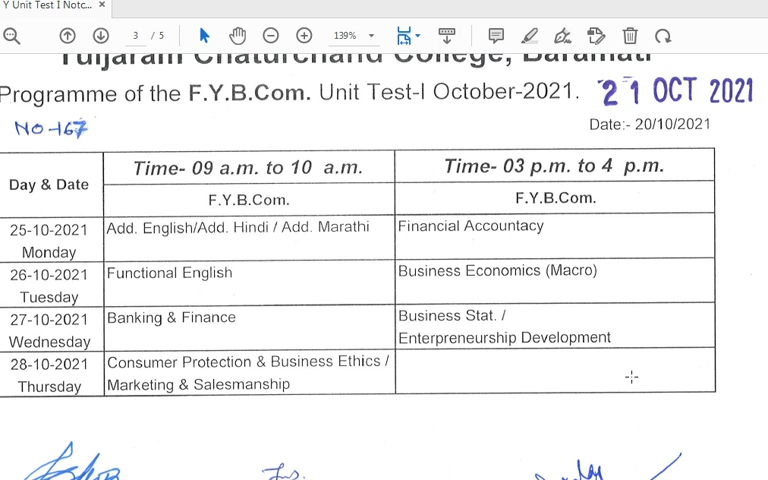 Y Unit Test I Notc... ×
3 / 5 139%
Tuljaram Chaturchand College, Baramati
Programme of the F.Y.B.Com. Unit Test-I October-2021. 21 OCT 2021
NO-167 Date:- 20/10/2021
Day & Date Time- 09 a.m. to 10 a.m. Time- 03 p.m. to 4 p.m.
F.Y.B.Com. F.Y.B.Com.
25-10-2021 Add. English/Add. Hindi / Add. Marathi Financial Accountacy
Monday
26-10-2021 Functional English Business Economics (Macro)
Tuesday
27-10-2021 Banking & Finance Business Stat. /
Wednesday Enterpreneurship Development
28-10-2021 Consumer Protection & Business Ethics /
Thursday Marketing & Salesmanship